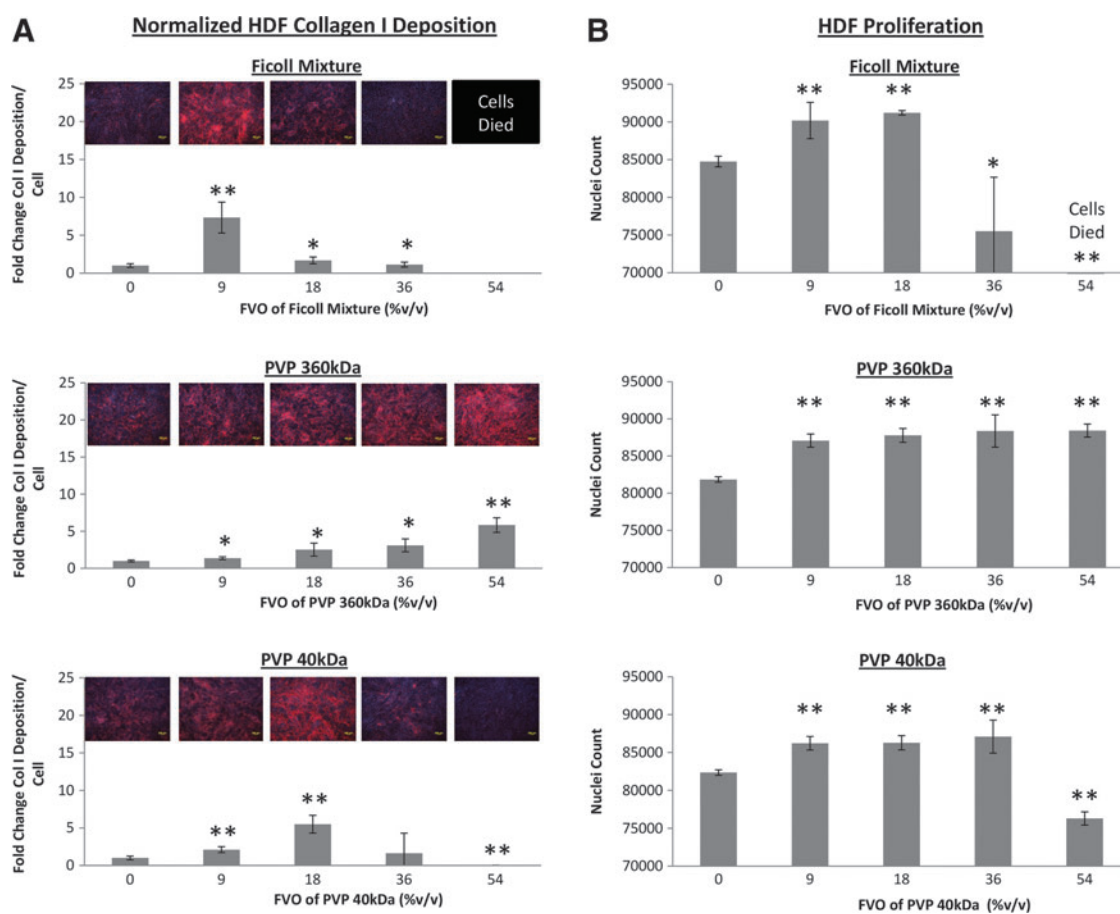 A
Normalized HDF Collagen I Deposition
Ficoll Mixture
Fold Change Col I Deposition/
Cell
25
20
15
10
5
0
Cells
Died
**
*
*
0 9 18 36 54
FVO of Ficoll Mixture (%v/v)
PVP 360kDa
Fold Change Col I Deposition/
Cell
25
20
15
10
5
0
*
*
*
**
0 9 18 36 54
FVO of PVP 360kDa (%v/v)
PVP 40kDa
Fold Change Col I Deposition/
Cell
25
20
15
10
5
0
**
**
**
0 9 18 36 54
FVO of PVP 40kDa (%v/v)
B
HDF Proliferation
Ficoll Mixture
Nuclei Count
95000
90000
85000
80000
75000
70000
**
**
*
Cells
Died
**
0 9 18 36 54
FVO of Ficoll Mixture (%v/v)
PVP 360kDa
Nuclei Count
95000
90000
85000
80000
75000
70000
**
**
**
**
0 9 18 36 54
FVO of PVP 360kDa (%v/v)
PVP 40kDa
Nuclei Count
95000
90000
85000
80000
75000
70000
**
**
**
**
0 9 18 36 54
FVO of PVP 40kDa (%v/v)